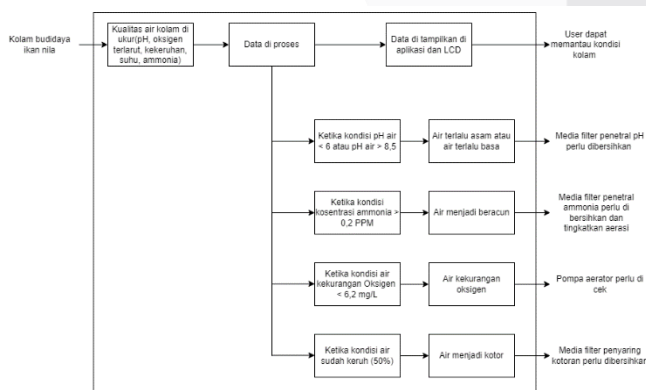 Kolam budidaya
ikan nila
Kualitas air kolam di
ukur(pH, oksigen
terlarut, kekeruhan,
suhu, ammonia)
Data di proses
Data di tampilkan di
aplikasi dan LCD
User dapat
memantau kondisi
kolam
Ketika kondisi pH air
< 6 atau pH air > 8,5
Air terlalu asam atau
air terlalu basa
Media filter penetral pH
perlu dibersihkan
Ketika kondisi
kosentrasi ammonia >
0,2 PPM
Air menjadi beracun
Media filter penetral
ammonia perlu di
bersihkan dan
tingkatkan aerasi
Ketika kondisi air
kekurangan Oksigen
< 6,2 mg/L
Air kekurangan
oksigen
Pompa aerator perlu di
cek
Ketika kondisi air
sudah keruh (50%)
Air menjadi kotor
Media filter penyaring
kotoran perlu dibersihkan